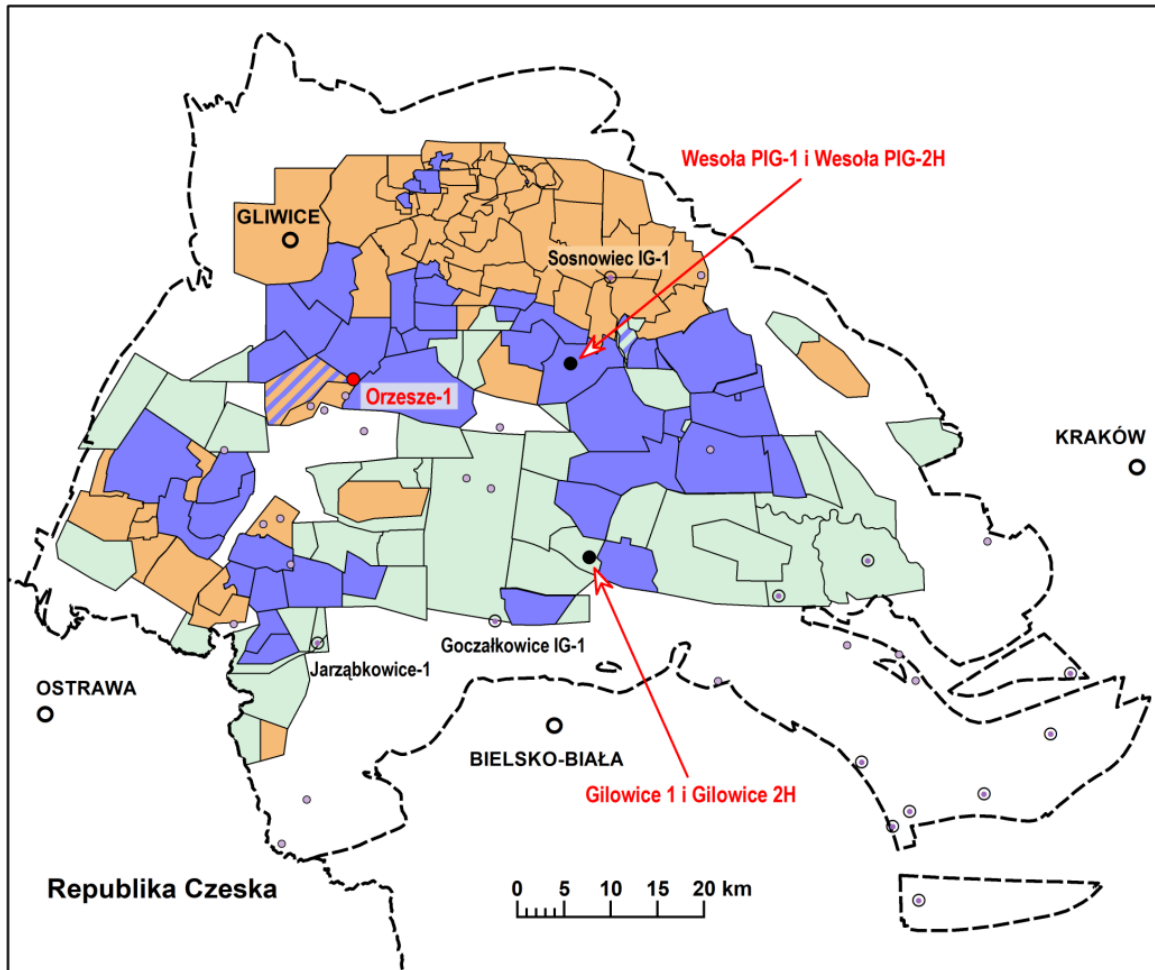 Wesoła PIG-1 i Wesoła PIG-2H
GLIWICE
Sosnowiec IG-1
Orzesze-1
KRAKÓW
Goczałkowice IG-1
Jarząbkowice-1
OSTRAWA
BIELSKO-BIAŁA
Gilowice 1 i Gilowice 2H
Republika Czeska
0 5 10 15 20 km